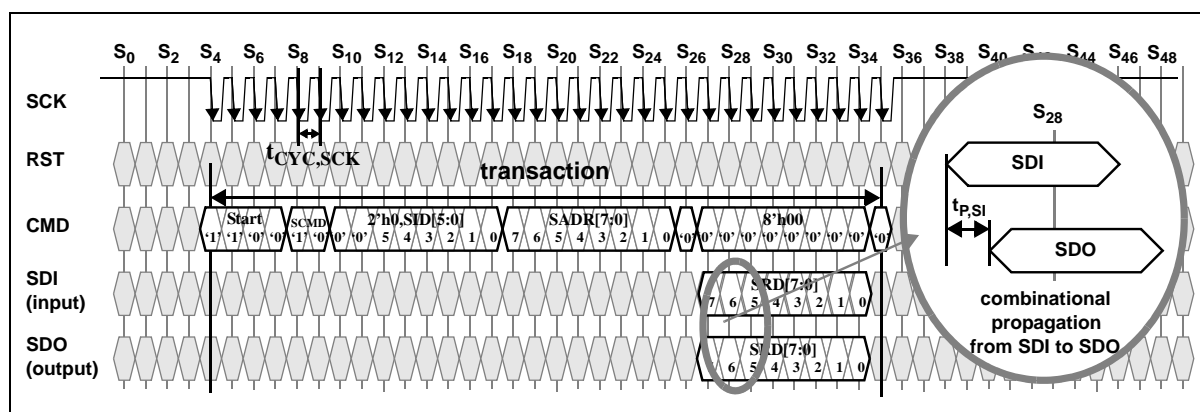 S0 S2 S4 S6 S8 S10 S12 S14 S16 S18 S20 S22 S24 S26 S28 S30 S32 S34 S36 S38 S40 S44 S46 S48
SCK
tCYC,SCK
RST
transaction
CMD
Start SCMD 2'h0,SID[5:0] SADR[7:0] 8'h00
‘1’ ‘1’ ‘0’ ‘0’ ‘1’ ‘0’ ‘0’ ‘0’ 5 4 3 2 1 0 7 6 5 4 3 2 1 0 ‘0’ ‘0’ ‘0’ ‘0’ ‘0’ ‘0’ ‘0’ ‘0’ ‘0’ ‘0’
SDI
(input)
SRD[7:0]
7 6 5 4 3 2 1 0
SDO
(output)
SRD[7:0]
6 5 4 3 2 1 0
S28
SDI
tP,SI
SDO
combinational
propagation
from SDI to SDO